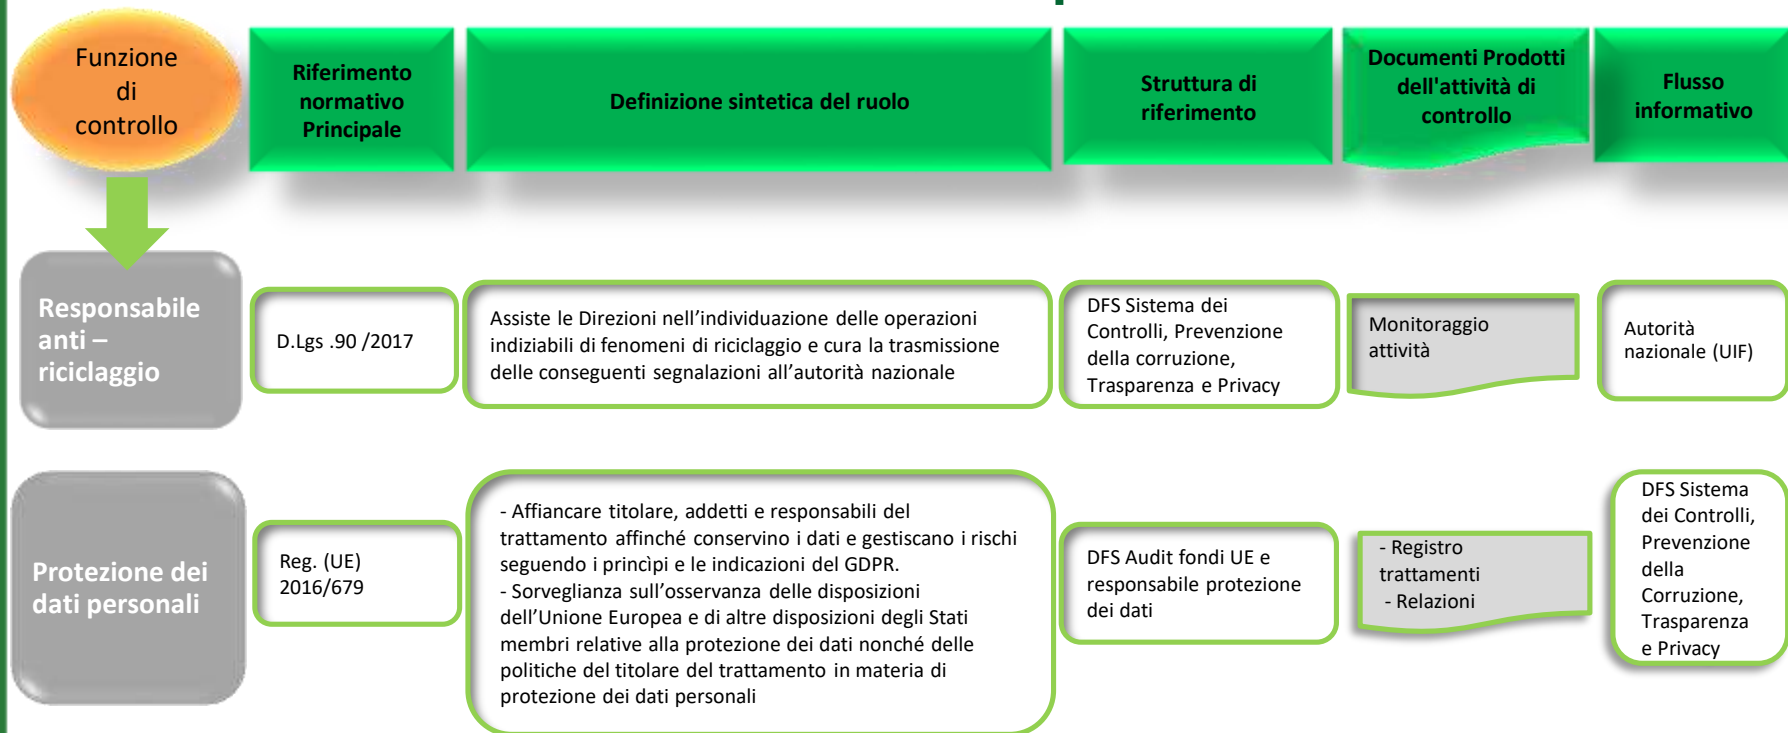 Funzione
di
controllo
Riferimento
normativo
Principale
Definizione sintetica del ruolo
Struttura di
riferimento
Documenti Prodotti
dell'attività di
controllo
Flusso
informativo
Responsabile
anti –
riciclaggio
D.Lgs .90 /2017
Assiste le Direzioni nell'individuazione delle operazioni
indiziabili di fenomeni di riciclaggio e cura la trasmissione
delle conseguenti segnalazioni all'autorità nazionale
DFS Sistema dei
Controlli, Prevenzione
della corruzione,
Trasparenza e Privacy
Monitoraggio
attività
Autorità
nazionale (UIF)
Protezione dei
dati personali
Reg. (UE)
2016/679
- Affiancare titolare, addetti e responsabili del
trattamento affinché conservino i dati e gestiscano i rischi
seguendo i princìpi e le indicazioni del GDPR.
- Sorveglianza sull'osservanza delle disposizioni
dell'Unione Europea e di altre disposizioni degli Stati
membri relative alla protezione dei dati nonché delle
politiche del titolare del trattamento in materia di
protezione dei dati personali
DFS Audit fondi UE e
responsabile protezione
dei dati
- Registro
trattamenti
- Relazioni
DFS Sistema
dei Controlli,
Prevenzione
della
Corruzione,
Trasparenza
e Privacy